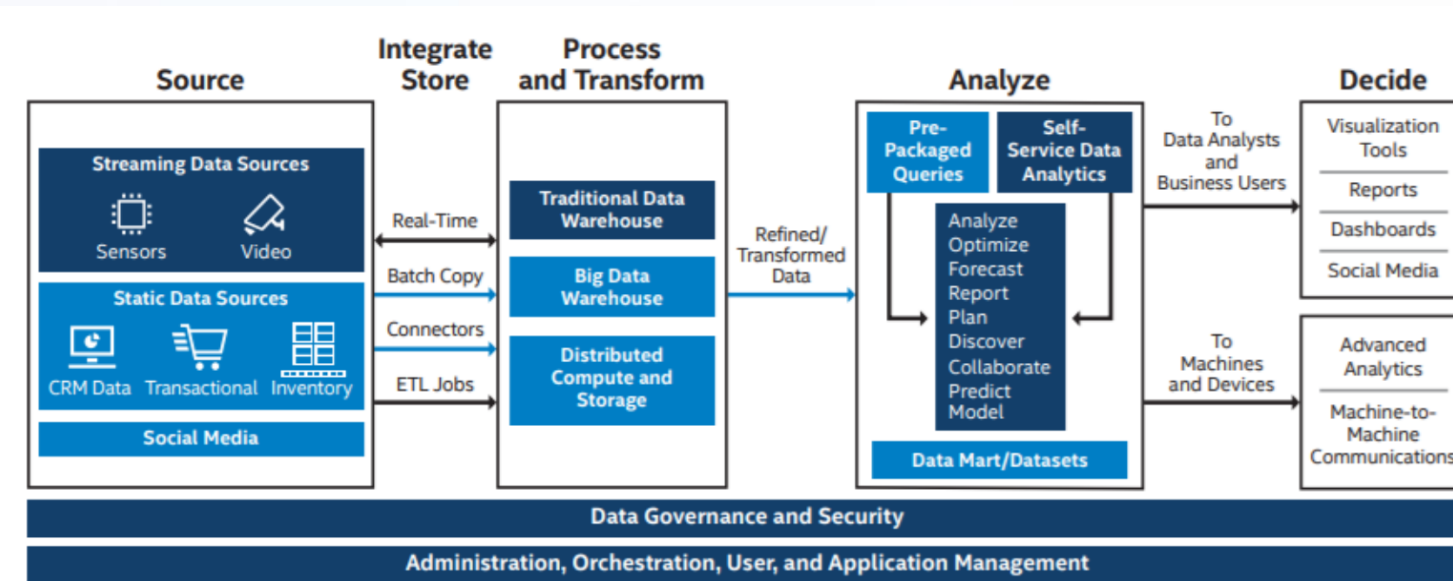 Source
Integrate
Store
Process
and Transform
Analyze
Decide
Streaming Data Sources
Sensors
Video
Static Data Sources
CRM Data
Transactional
Inventory
Social Media
Real-Time
Batch Copy
Connectors
ETL Jobs
Traditional Data
Warehouse
Big Data
Warehouse
Distributed
Compute and
Storage
Refined/
Transformed
Data
Pre-
Packaged
Queries
Self-
Service Data
Analytics
Analyze
Optimize
Forecast
Report
Plan
Discover
Collaborate
Predict
Model
Data Mart/Datasets
To
Data Analysts
and
Business Users
To
Machines
and Devices
Visualization
Tools
Reports
Dashboards
Social Media
Advanced
Analytics
Machine-to-
Machine
Communications
Data Governance and Security
Administration, Orchestration, User, and Application Management